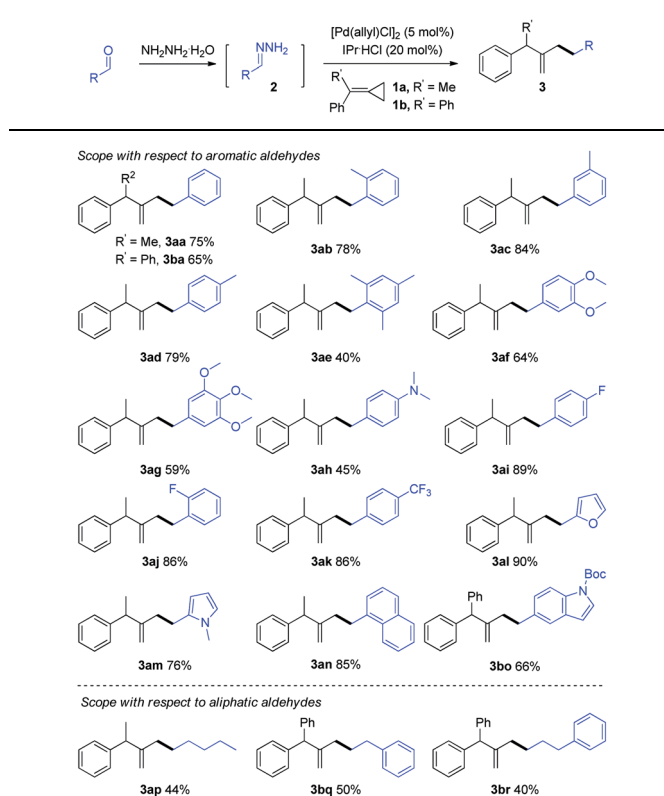 O
R
NH₂NH₂·H₂O
NNH₂
R
2
[Pd(allyl)Cl]₂ (5 mol%)
IPr·HCl (20 mol%)
R'
Ph
1a, R' = Me
1b, R' = Ph
R'
R
3
Scope with respect to aromatic aldehydes
R²
R' = Me, 3aa 75%
R' = Ph, 3ba 65%
3ab 78%
3ac 84%
3ad 79%
3ae 40%
O
O
3af 64%
O
O
O
3ag 59%
N
3ah 45%
F
3ai 89%
F
3aj 86%
CF₃
3ak 86%
O
3al 90%
N
3am 76%
3an 85%
Ph
Boc
N
3bo 66%
Scope with respect to aliphatic aldehydes
3ap 44%
Ph
3bq 50%
Ph
3br 40%